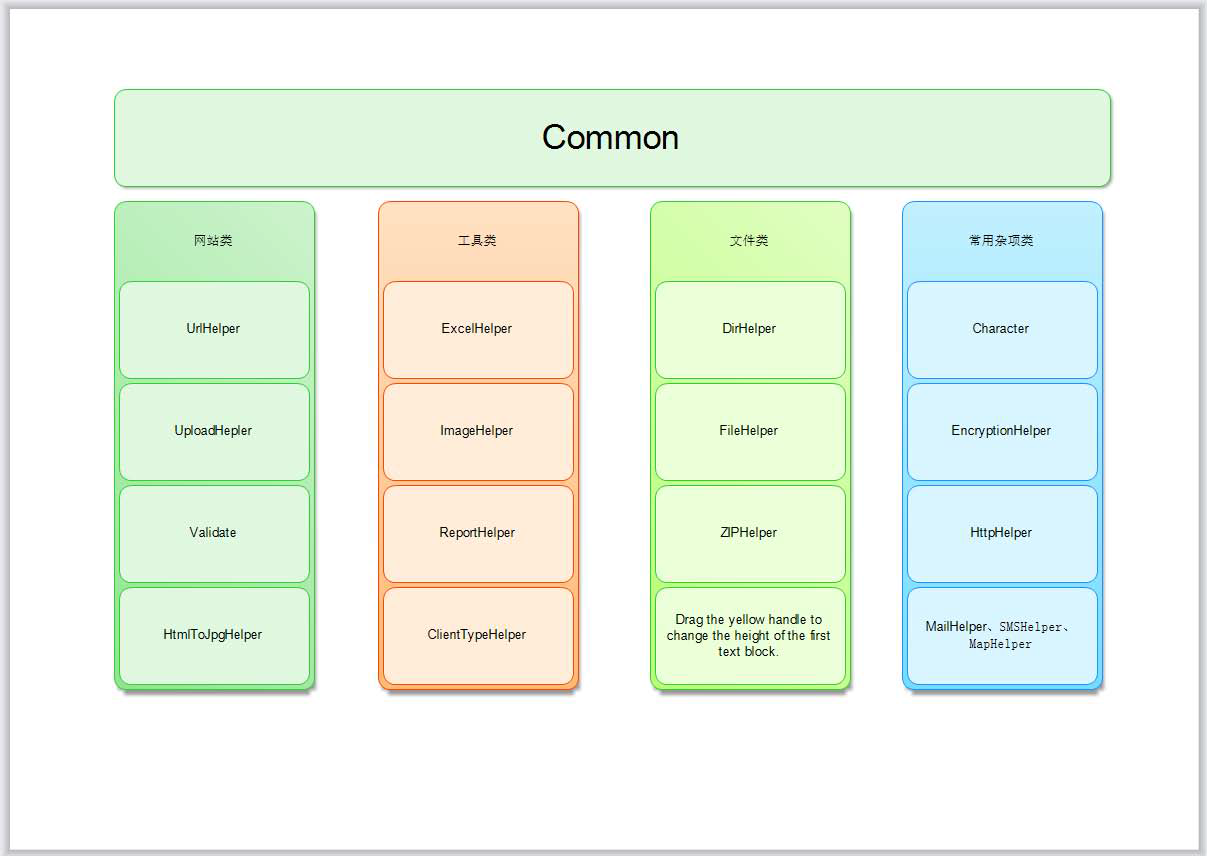 Common
网站类
UrlHelper
UploadHepler
Validate
HtmlToJpgHelper
工具类
ExcelHelper
ImageHelper
ReportHelper
ClientTypeHelper
文件类
DirHelper
FileHelper
ZIPHelper
Drag the yellow handle to
change the height of the first
text block.
常用杂项类
Character
EncryptionHelper
HttpHelper
MailHelper、SMSHelper、
MapHelper